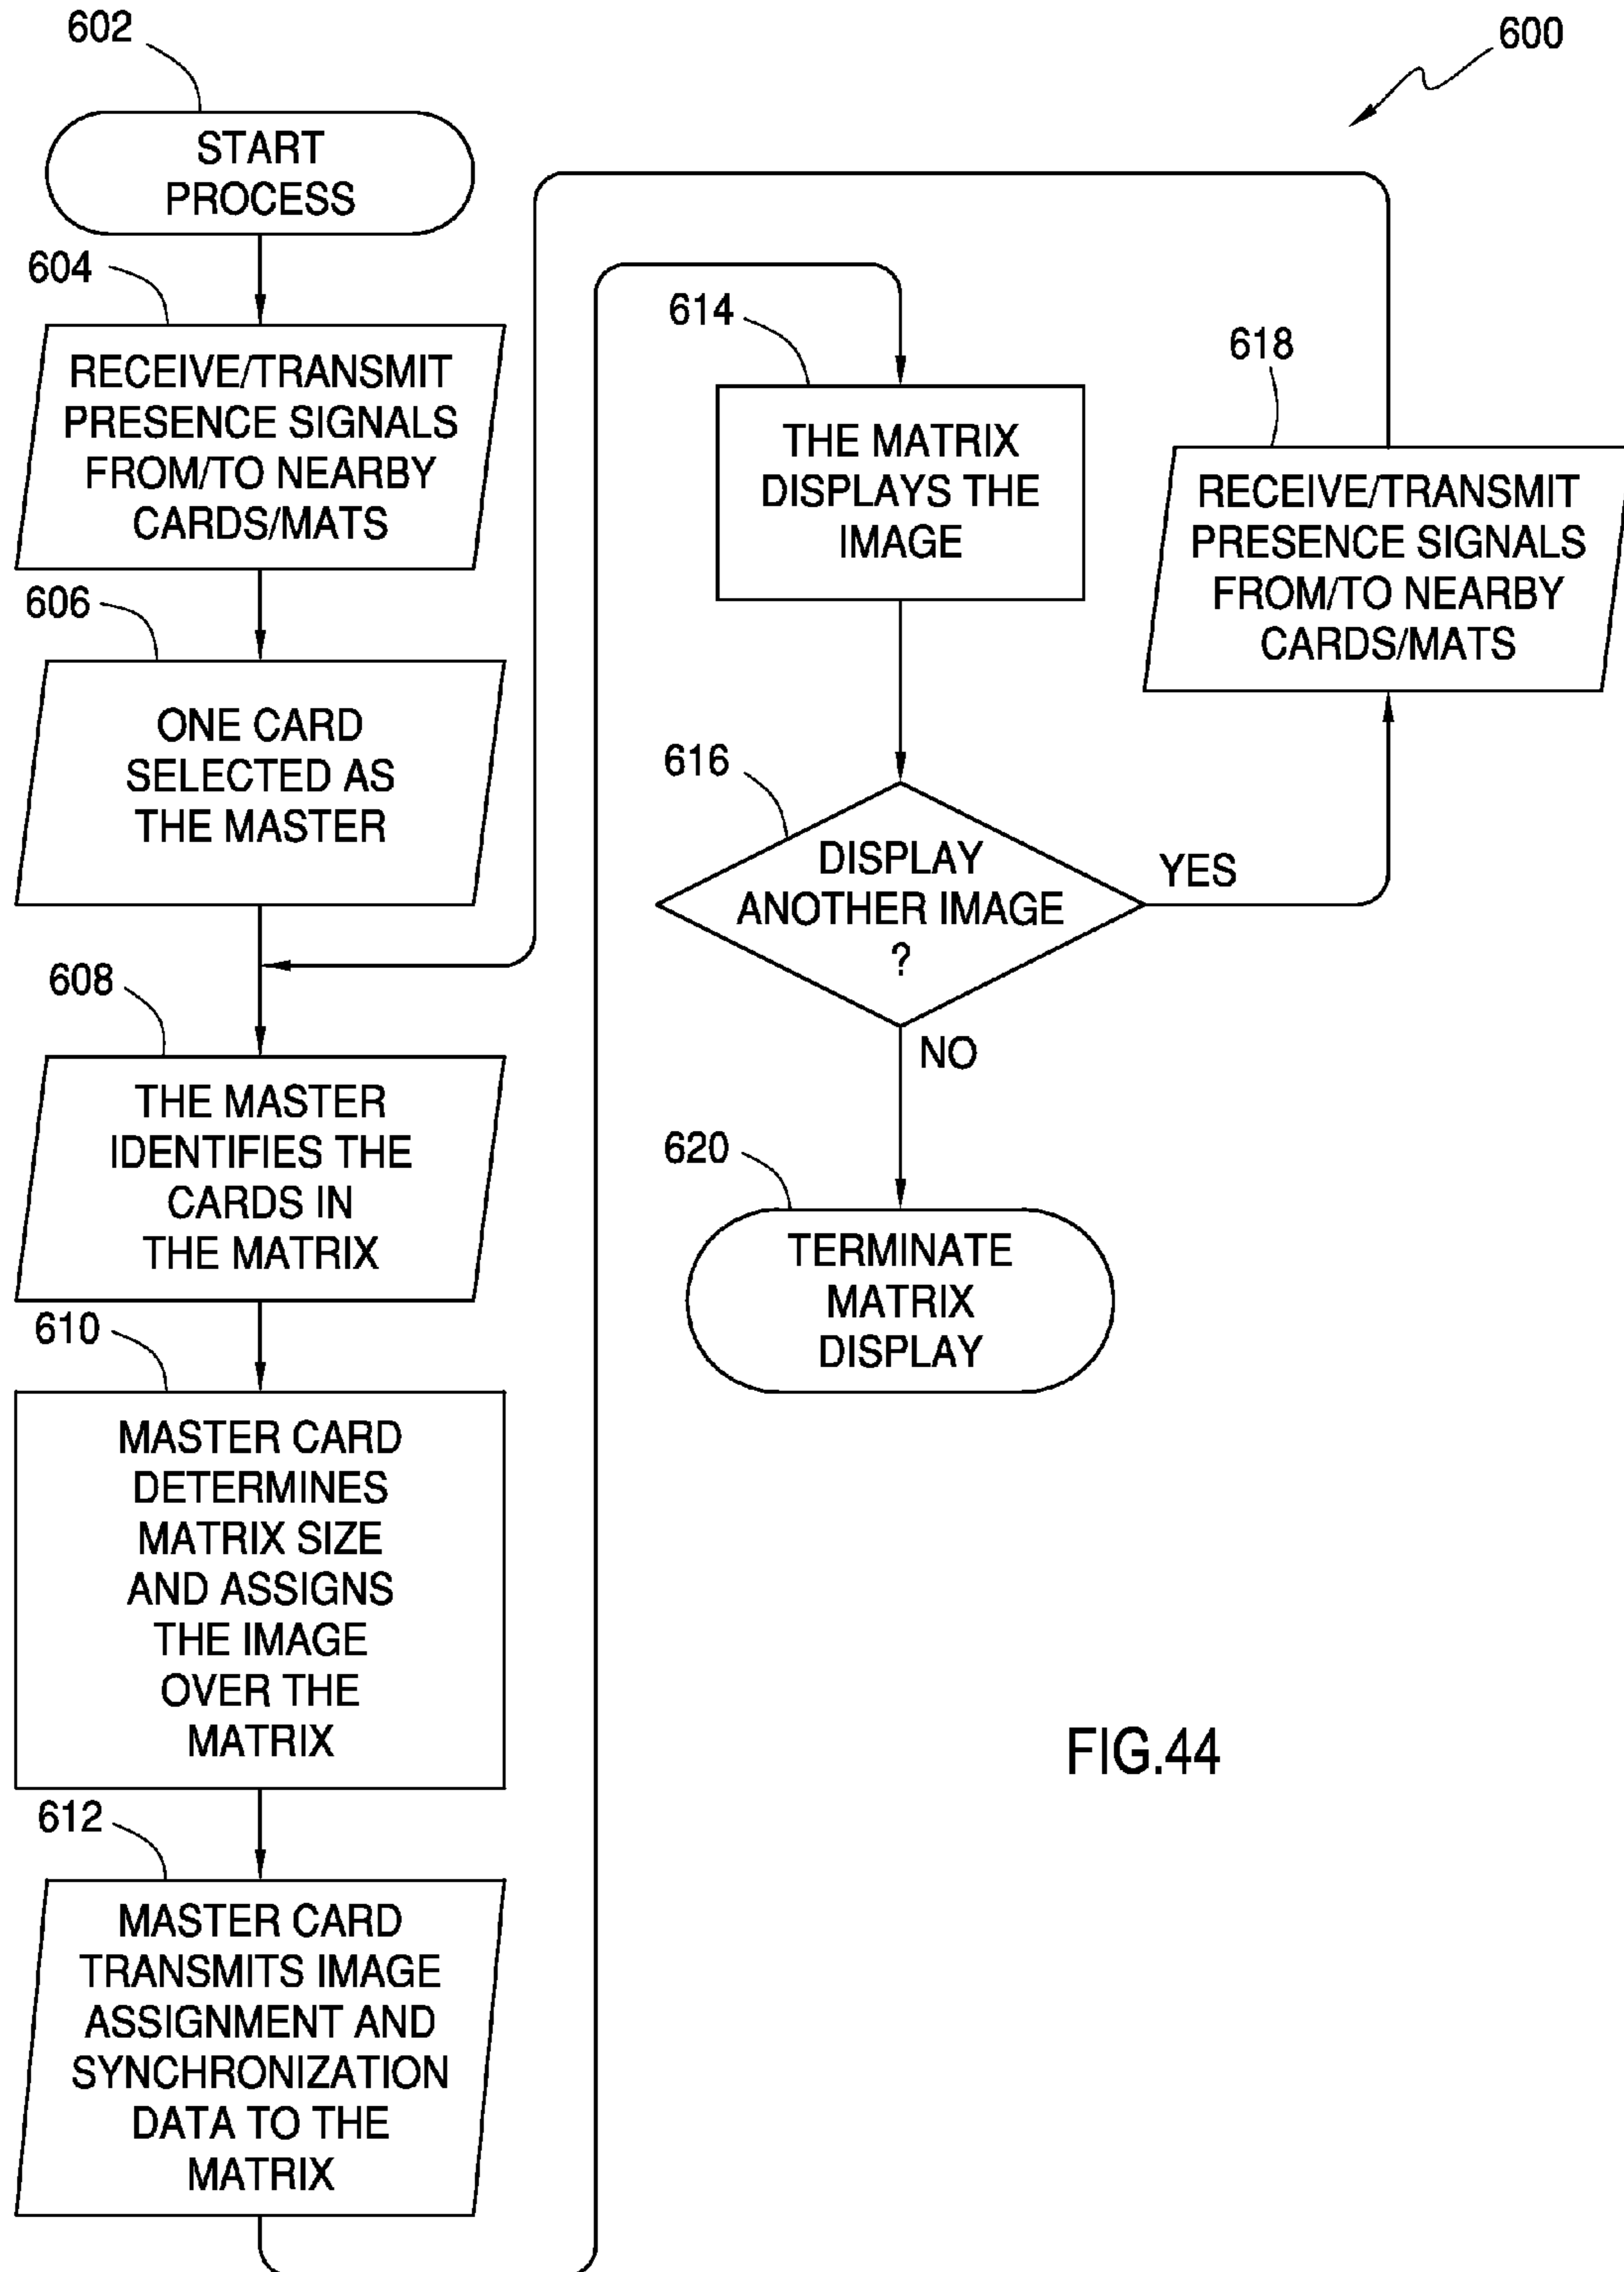 602
START
PROCESS
604
RECEIVE/TRANSMIT
PRESENCE SIGNALS
FROM/TO NEARBY
CARDS/MATS
606
ONE CARD
SELECTED AS
THE MASTER
608
THE MASTER
IDENTIFIES THE
CARDS IN
THE MATRIX
610
MASTER CARD
DETERMINES
MATRIX SIZE
AND ASSIGNS
THE IMAGE
OVER THE
MATRIX
612
MASTER CARD
TRANSMITS IMAGE
ASSIGNMENT AND
SYNCHRONIZATION
DATA TO THE
MATRIX
614
THE MATRIX
DISPLAYS THE
IMAGE
616
DISPLAY
ANOTHER IMAGE
?
YES
NO
618
RECEIVE/TRANSMIT
PRESENCE SIGNALS
FROM/TO NEARBY
CARDS/MATS
620
TERMINATE
MATRIX
DISPLAY
600
FIG.44